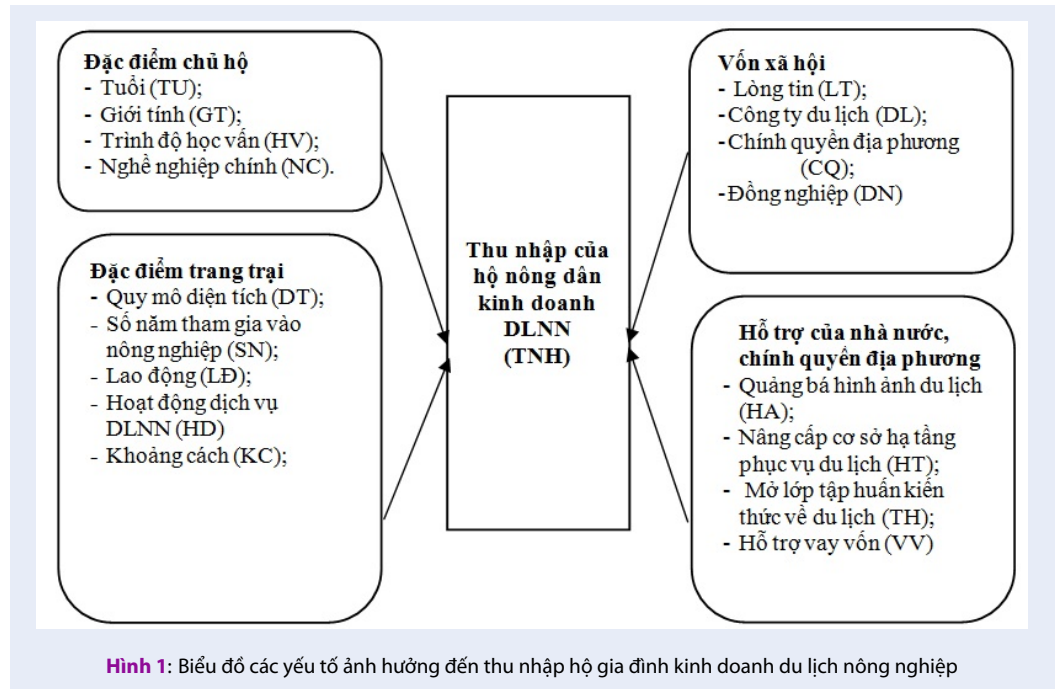 Đặc điểm chủ hộ
- Tuổi (TU);
- Giới tính (GT);
- Trình độ học vấn (HV);
- Nghề nghiệp chính (NC).
Đặc điểm trang trại
- Quy mô diện tích (DT);
- Số năm tham gia vào
nông nghiệp (SN);
- Lao động (LĐ);
- Hoạt động dịch vụ
DLNN (HD)
- Khoảng cách (KC);
Thu nhập của
hộ nông dân
kinh doanh
DLNN
(TNH)
Vốn xã hội
- Lòng tin (LT);
-Công ty du lịch (DL);
-Chính quyền địa phương
(CQ);
-Đồng nghiệp (DN)
Hỗ trợ của nhà nước,
chính quyền địa phương
- Quảng bá hình ảnh du lịch
(HA);
- Nâng cấp cơ sở hạ tầng
phục vụ du lịch (HT);
- Mở lớp tập huấn kiến
thức về du lịch (TH);
- Hỗ trợ vay vốn (VV)
Hình 1: Biểu đồ các yếu tố ảnh hưởng đến thu nhập hộ gia đình kinh doanh du lịch nông nghiệp